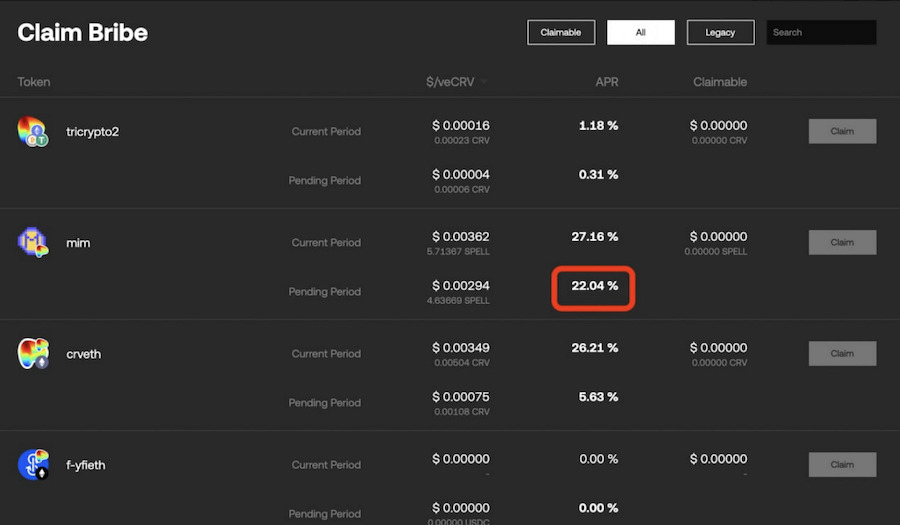 Claim Bribe
Claimable All Legacy Search
Token $/veCRV APR Claimable
tricrypto2 Current Period $ 0.00016 1.18 % $ 0.00000 Claim
0.00023 CRV 0.00000 CRV
Pending Period $ 0.00004 0.31 %
0.00006 CRV
mim Current Period $ 0.00362 27.16 % $ 0.00000 Claim
5.71367 SPELL 0.00000 SPELL
Pending Period $ 0.00294 22.04 %
4.63669 SPELL
crveth Current Period $ 0.00349 26.21 % $ 0.00000 Claim
0.00504 CRV 0.00000 CRV
Pending Period $ 0.00075 5.63 %
0.00108 CRV
f-yfieth Current Period $ 0.00000 0.00 % $ 0.00000 Claim
- -
Pending Period $ 0.00000 0.00 %
0.00000 USDC